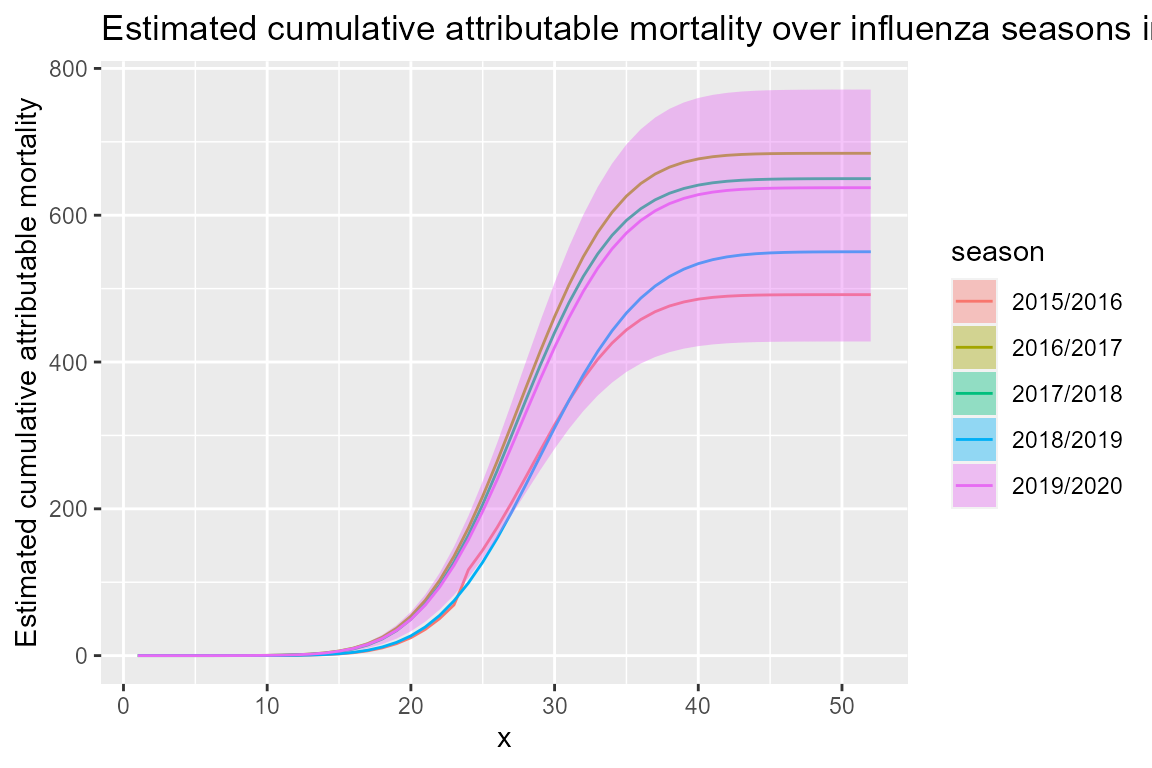 Estimated cumulative attributable mortality over influenza seasons i
Estimated cumulative attributable mortality
800
600
400
200
0
0 10 20 30 40 50
x
season
2015/2016
2016/2017
2017/2018
2018/2019
2019/2020